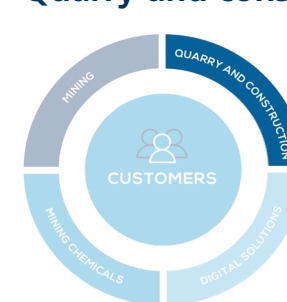 MINING
QUARRY AND CONSTRUCTION
CUSTOMERS
MINING CHEMICALS
DIGITAL SOLUTIONS